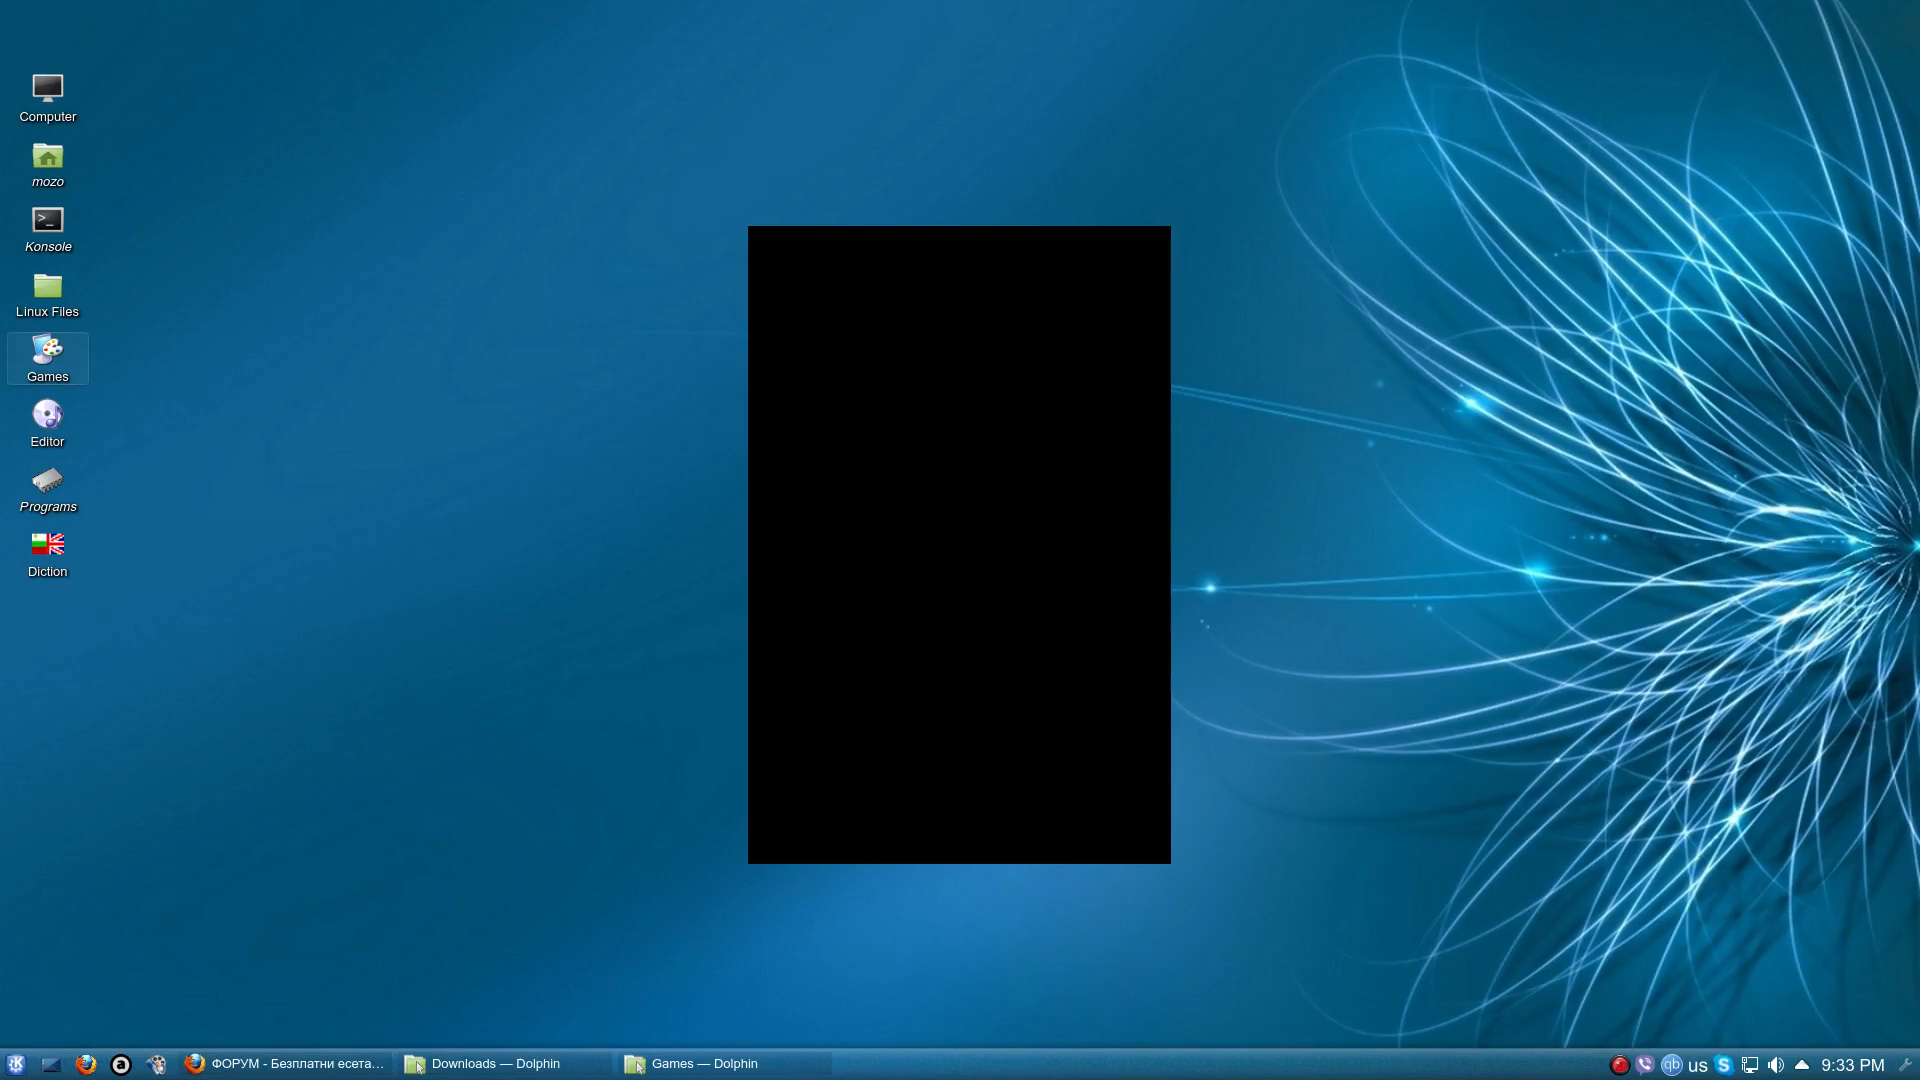 Computer
mozo
Konsole
Linux Files
Games
Editor
Programs
Diction
ФОРУМ - Безплатни есета...
Downloads — Dolphin
Games — Dolphin
qb
us
9:33 PM